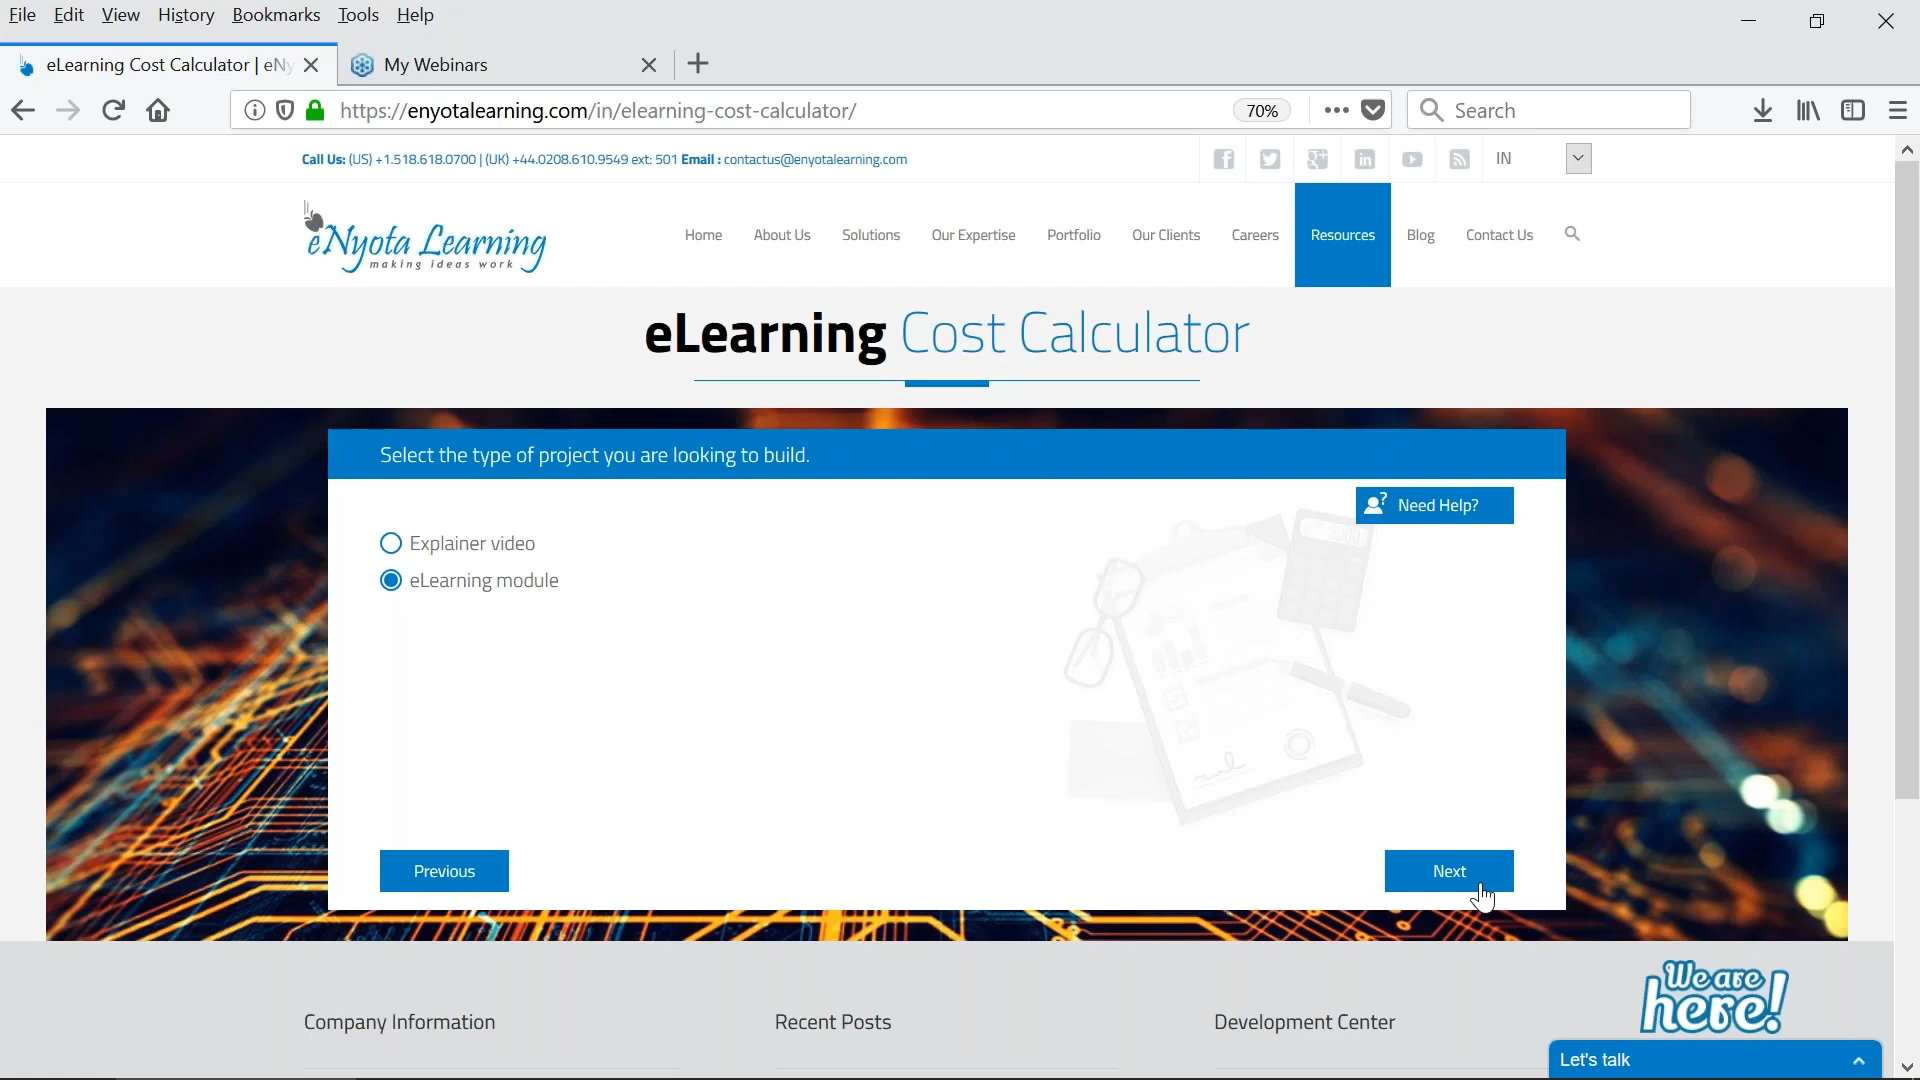 File Edit View History Bookmarks Tools Help
eLearning Cost Calculator | eNy
My Webinars
https://enyotalearning.com/in/elearning-cost-calculator/
70%
Search
Call Us: (US) +1.518.618.0700 | (UK) +44.0208.610.9549 ext: 501 Email : contactus@enyotalearning.com
IN
eNyota Learning
making ideas work
Home About Us Solutions Our Expertise Portfolio Our Clients Careers Resources Blog Contact Us
eLearning Cost Calculator
Select the type of project you are looking to build.
Need Help?
Explainer video
eLearning module
Previous
Next
We are
here!
Company Information
Recent Posts
Development Center
Let's talk